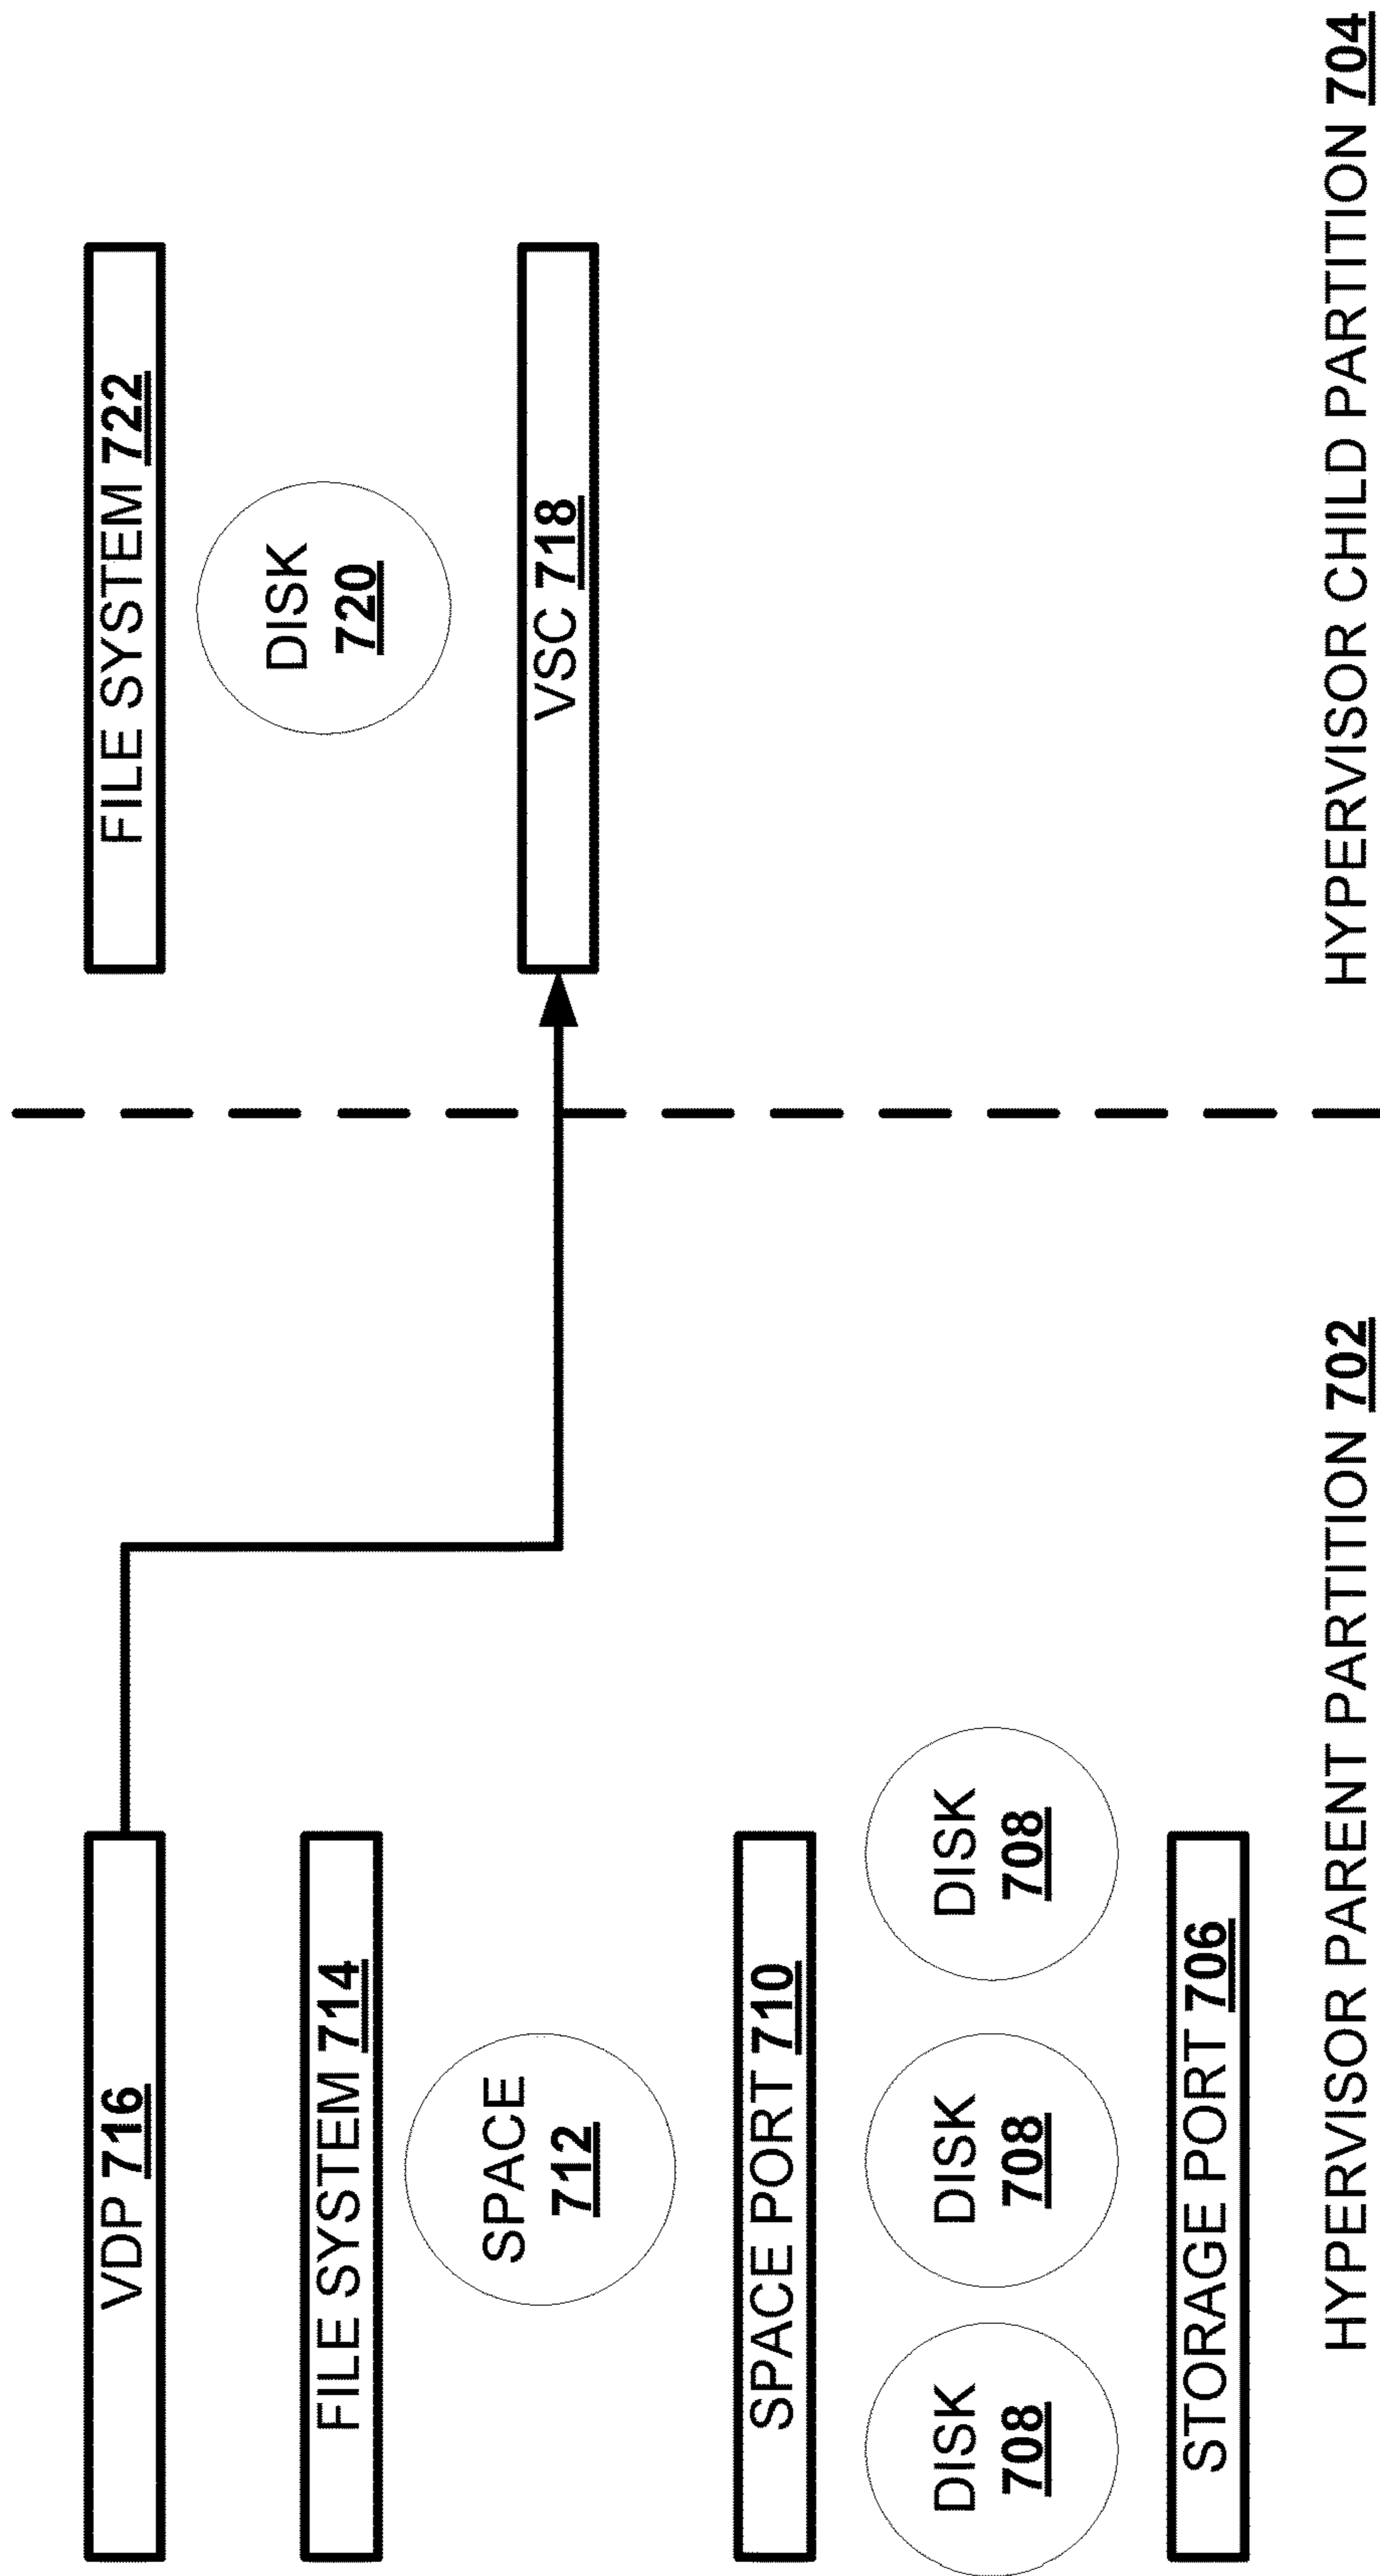 VDP 716
FILE SYSTEM 714
SPACE
712
SPACE PORT 710
DISK
708
DISK
708
DISK
708
STORAGE PORT 706
HYPERVISOR PARENT PARTITION 702
FILE SYSTEM 722
DISK
720
VSC 718
HYPERVISOR CHILD PARTITION 704